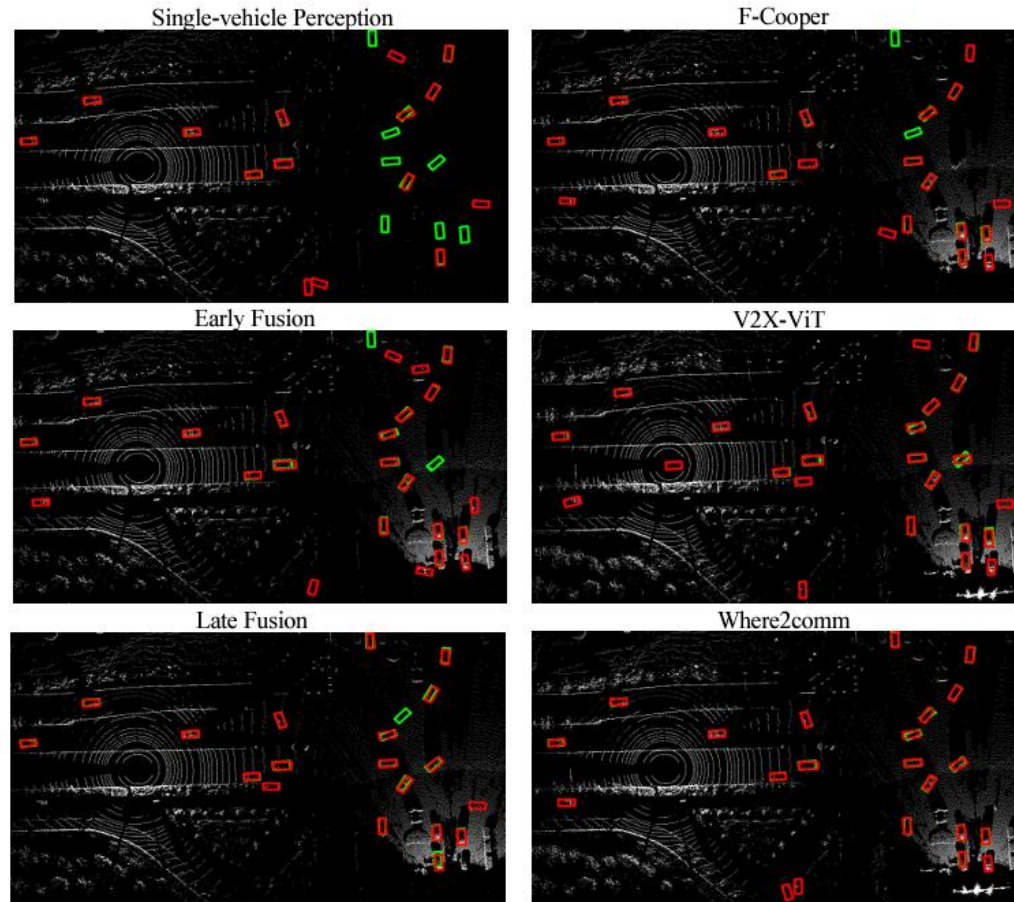 Single-vehicle Perception
F-Cooper
Early Fusion
V2X-ViT
Late Fusion
Where2comm